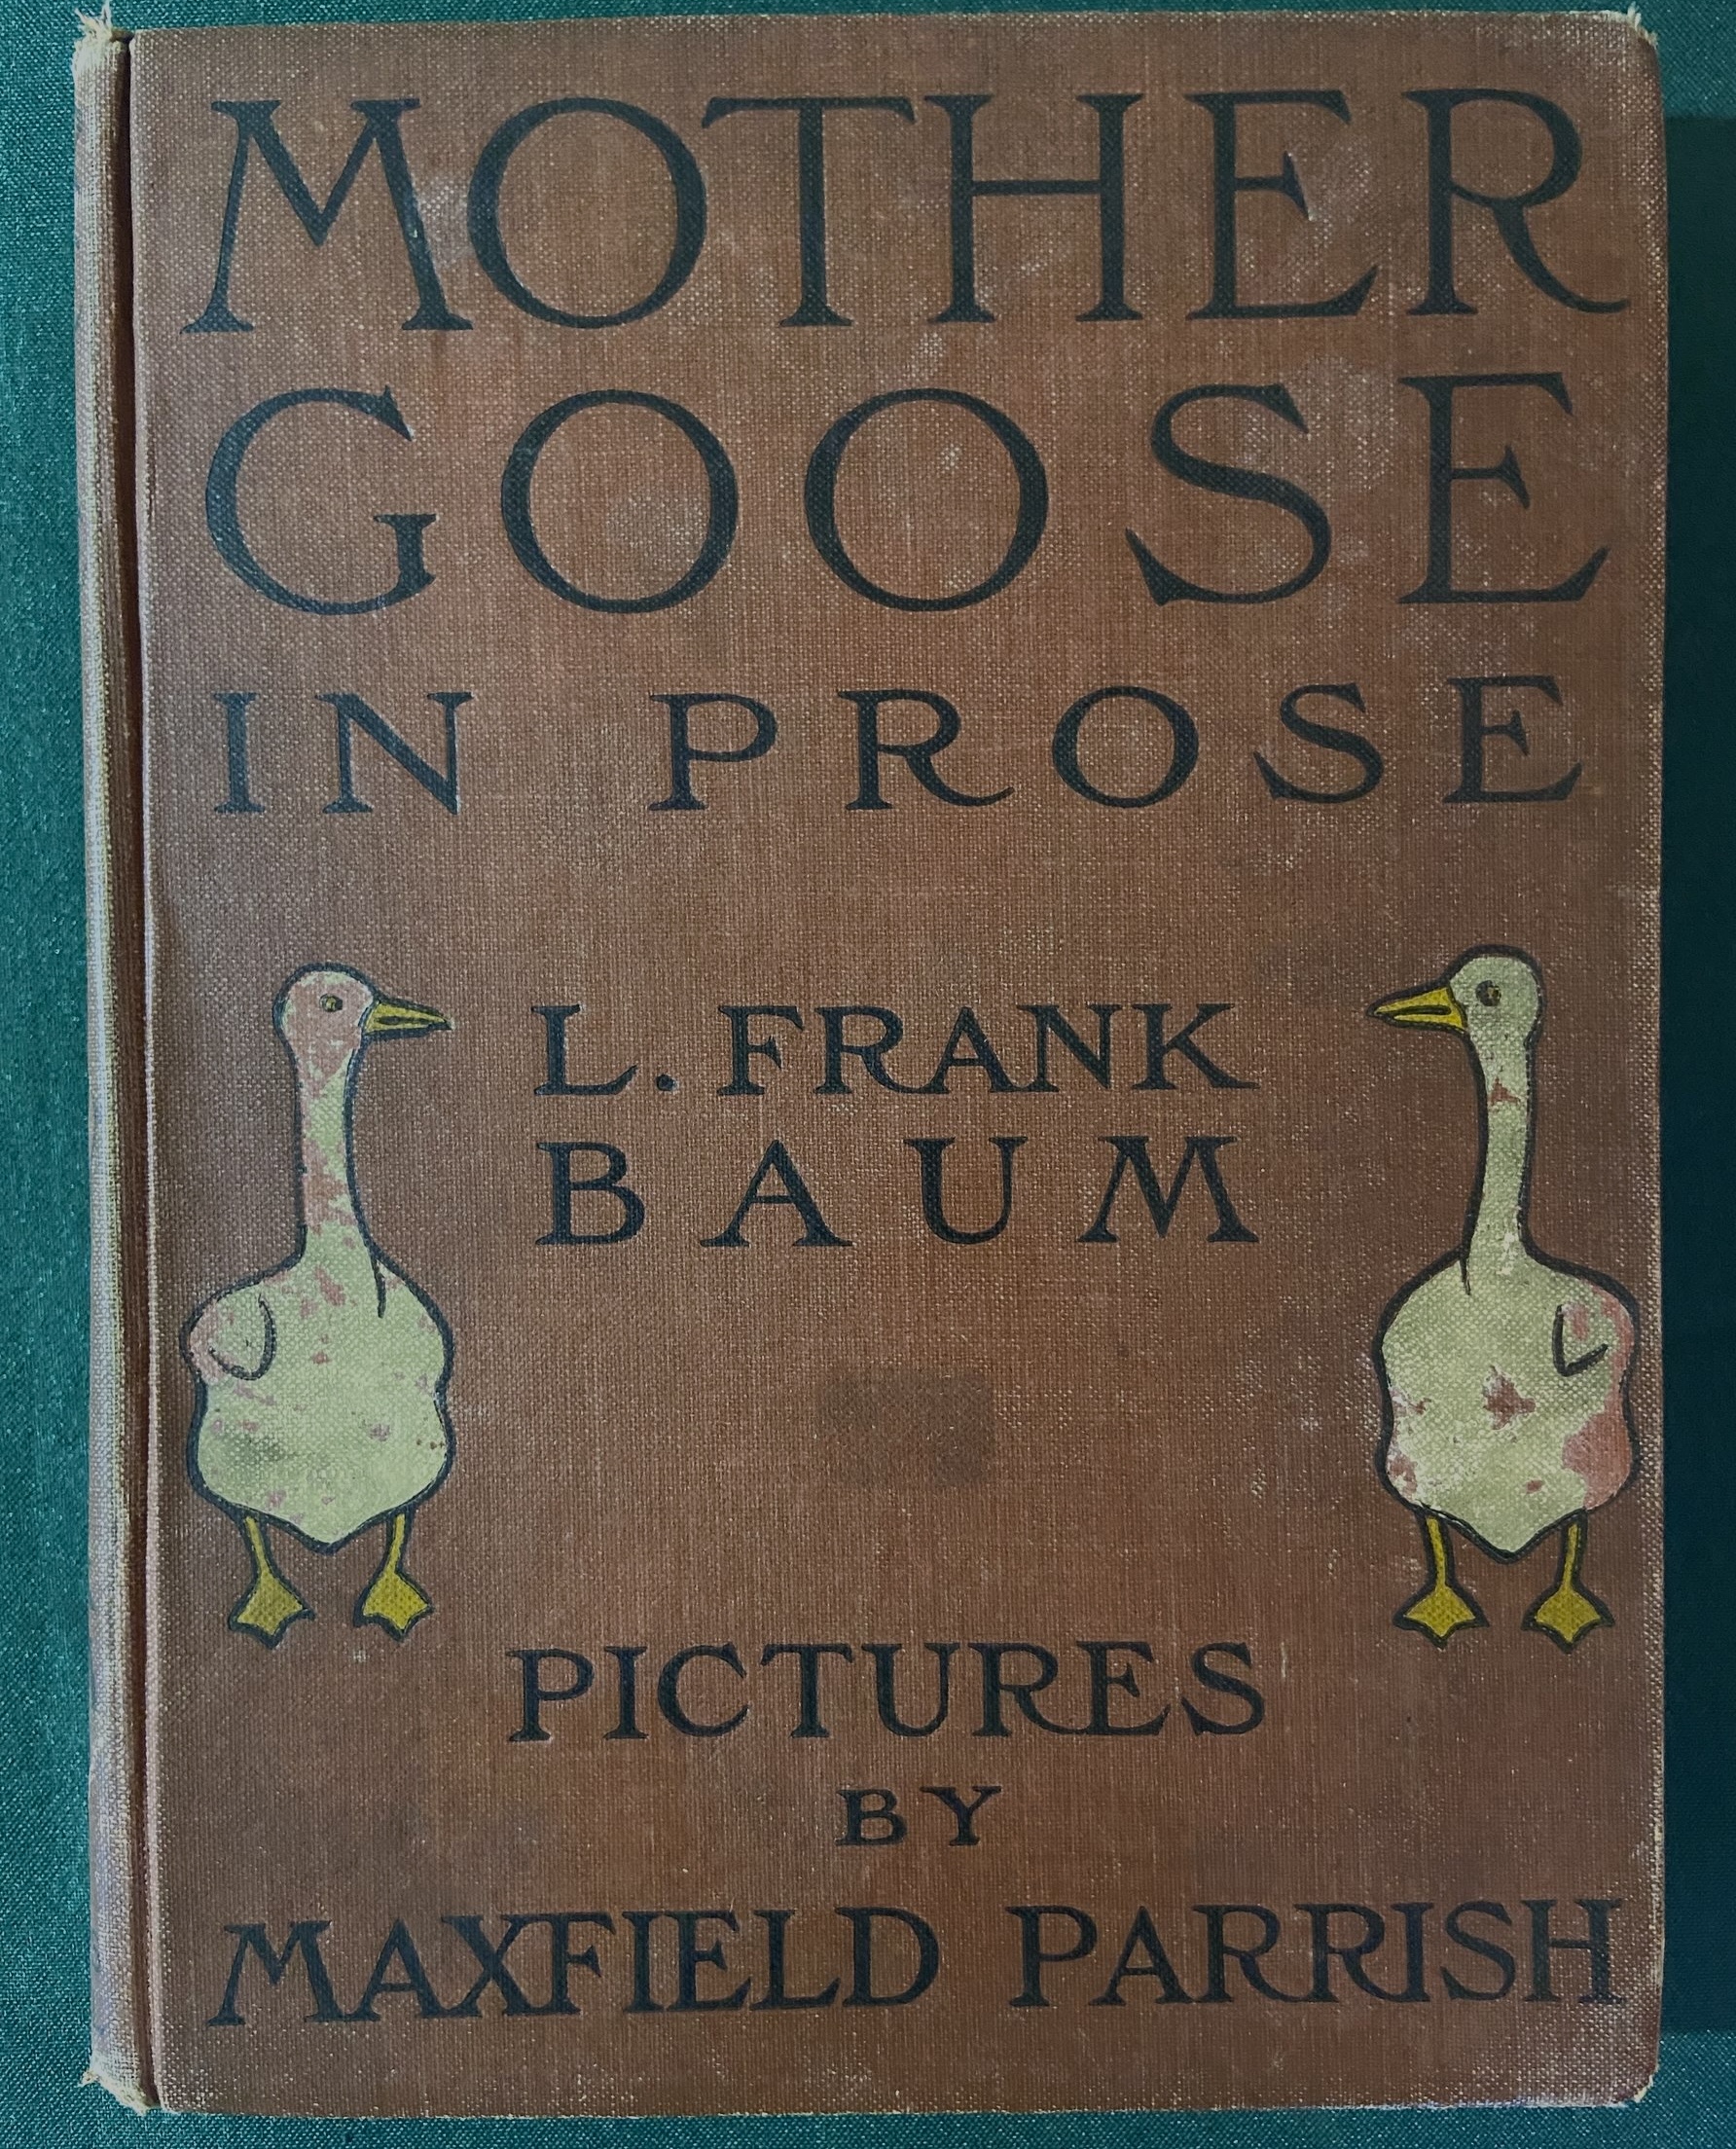 MOTHER
GOOSE
IN PROSE
L. FRANK
BAUM
PICTURES
BY
MAXFIELD PARRISH